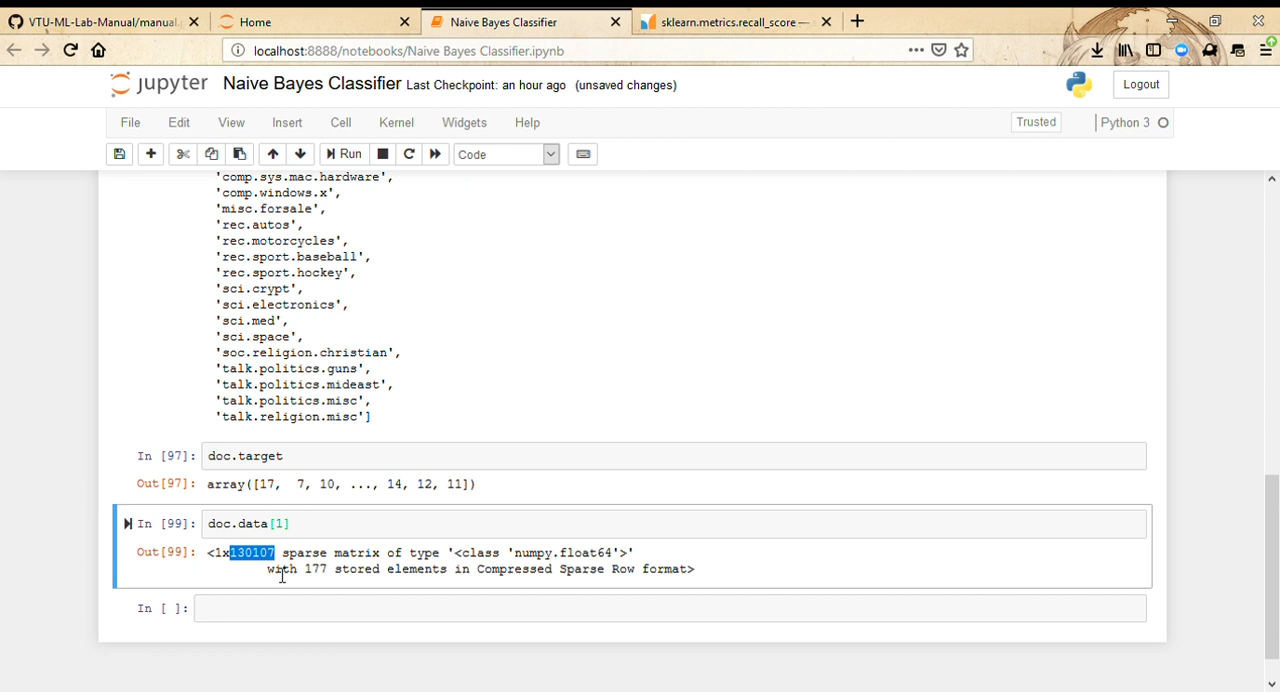 VTU-ML-Lab-Manual/manual.
Home
Naive Bayes Classifier
sklearn.metrics.recall_score —
localhost:8888/notebooks/Naive Bayes Classifier.ipynb
jupyter Naive Bayes Classifier Last Checkpoint: an hour ago (unsaved changes)
Logout
File Edit View Insert Cell Kernel Widgets Help
Trusted
Python 3
Run
Code
'comp.sys.mac.hardware',
'comp.windows.x',
'misc.forsale',
'rec.autos',
'rec.motorcycles',
'rec.sport.baseball',
'rec.sport.hockey',
'sci.crypt',
'sci.electronics',
'sci.med',
'sci.space',
'soc.religion.christian',
'talk.politics.guns',
'talk.politics.mideast',
'talk.politics.misc',
'talk.religion.misc']
In [97]: doc.target
Out[97]: array([17,  7, 10, ..., 14, 12, 11])
In [99]: doc.data[1]
Out[99]: <1x130107 sparse matrix of type '<class 'numpy.float64'>'
with 177 stored elements in Compressed Sparse Row format>
In [ ]: